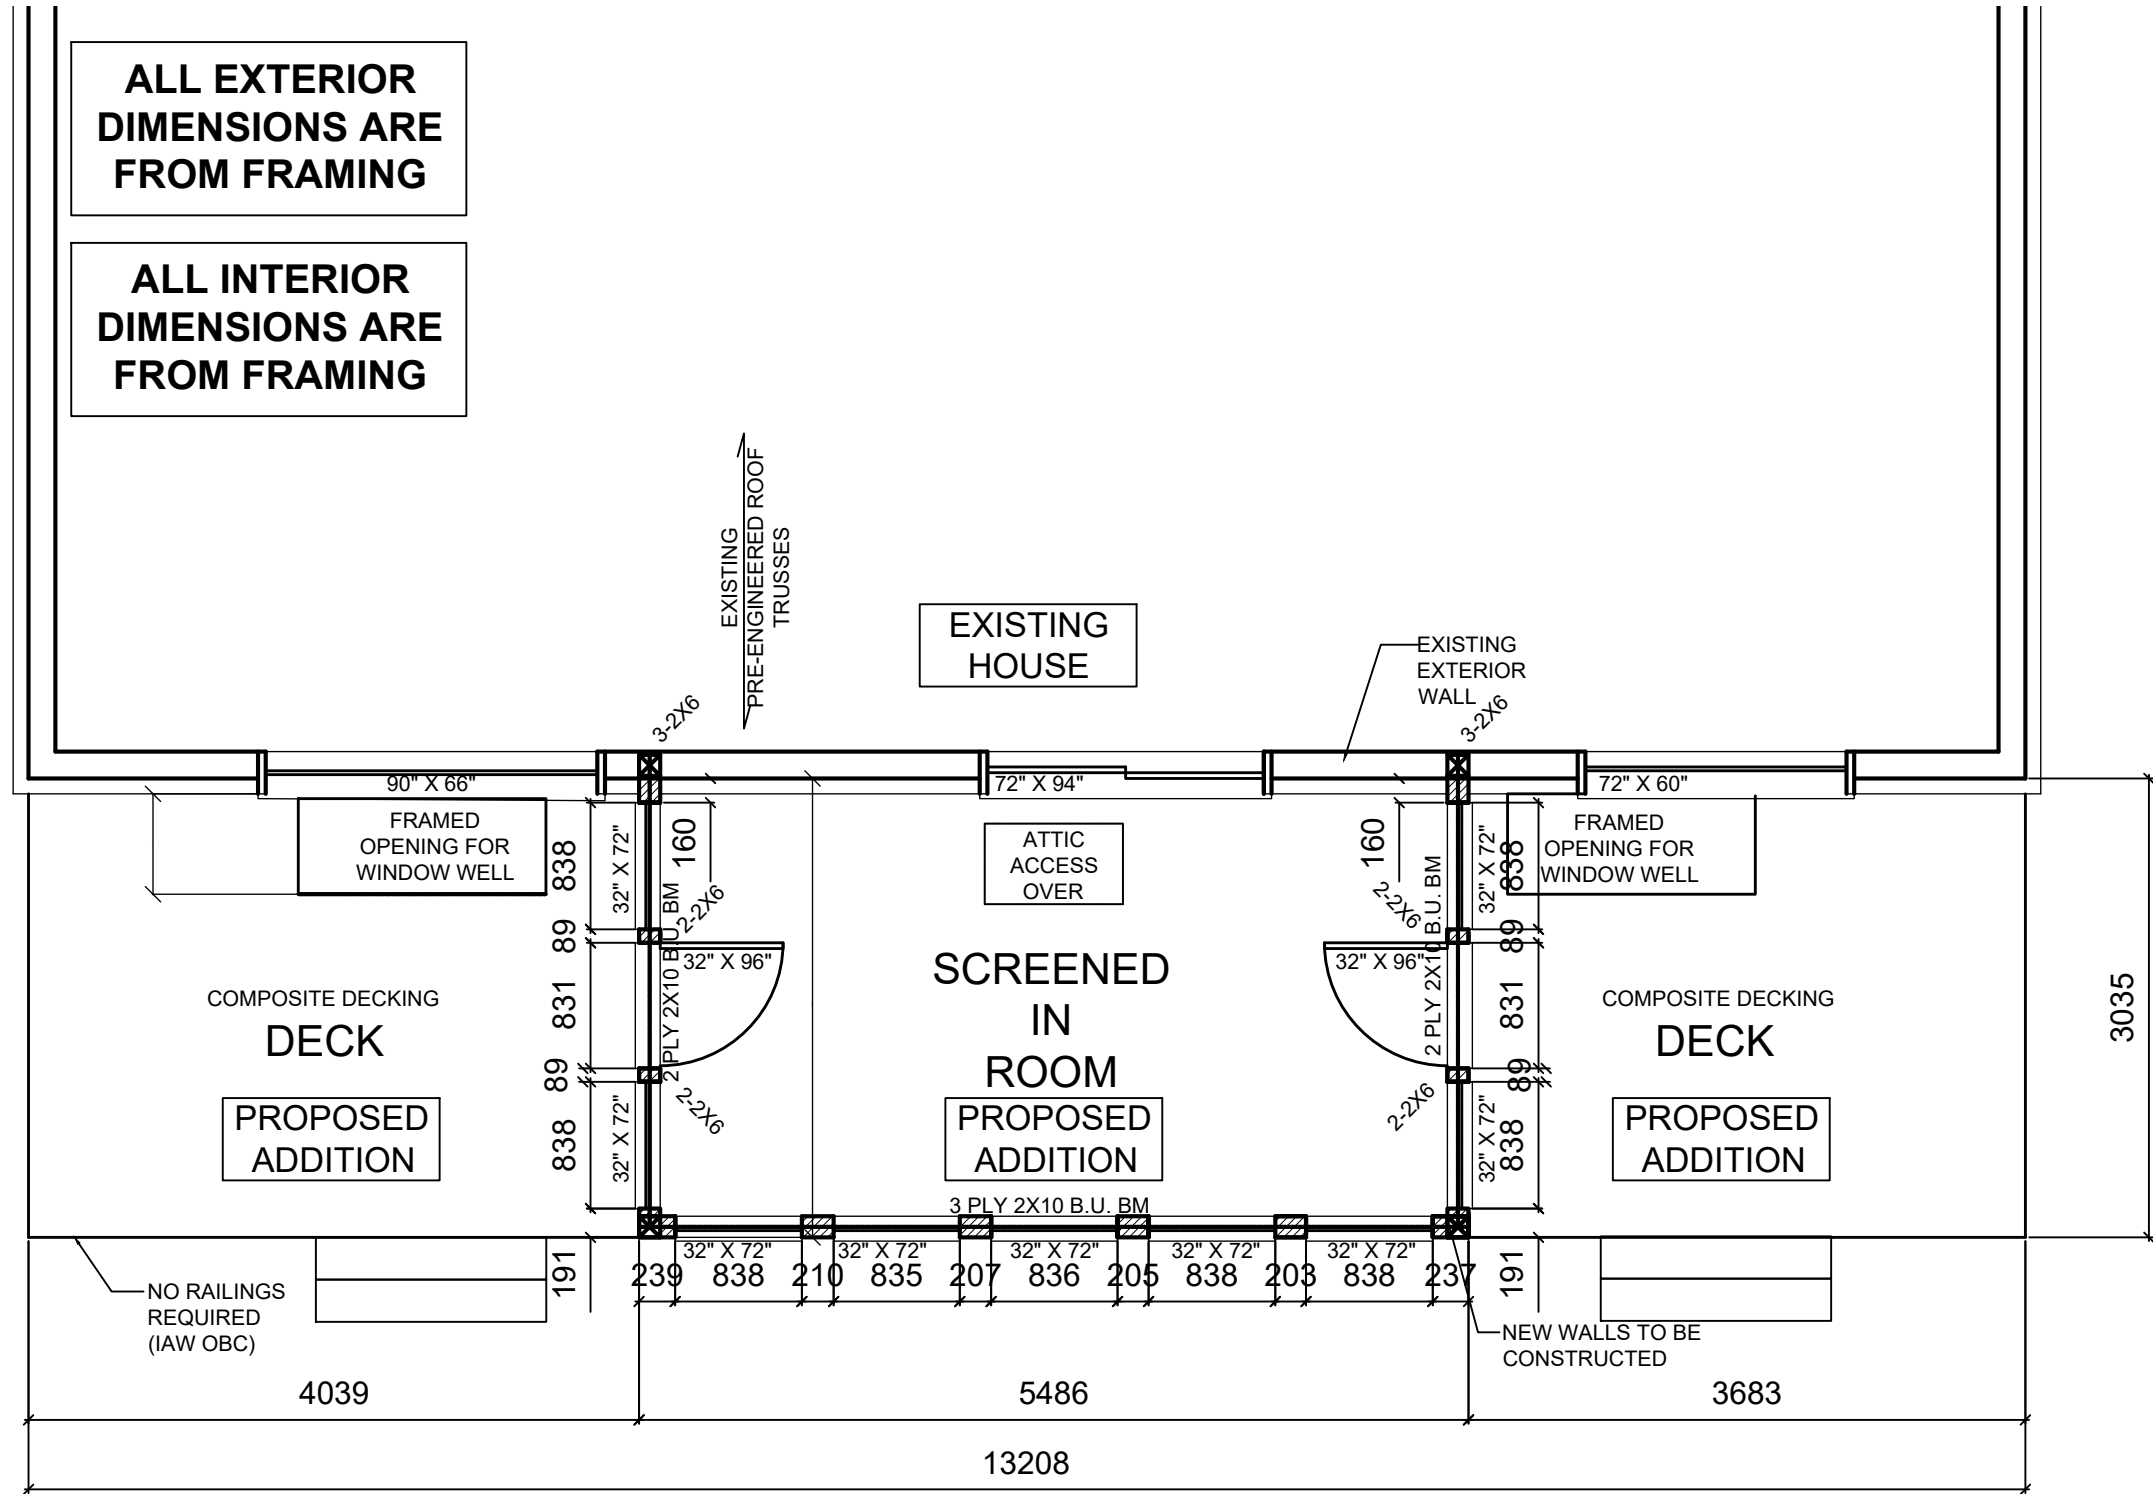 ALL EXTERIOR
DIMENSIONS ARE
FROM FRAMING
ALL INTERIOR
DIMENSIONS ARE
FROM FRAMING
EXISTING
PRE-ENGINEERED ROOF
TRUSSES
EXISTING
HOUSE
EXISTING
EXTERIOR
WALL
3-2X6
3-2X6
90" X 66"
72" X 94"
72" X 60"
FRAMED
OPENING FOR
WINDOW WELL
838
32" X 72"
160
2 PLY 2X10 B.U. BM
2-2X6
ATTIC
ACCESS
OVER
160
2-2X6
2 PLY 2X10 B.U. BM
32" X 72"
838
FRAMED
OPENING FOR
WINDOW WELL
89
89
32" X 96"
32" X 96"
SCREENED
IN
ROOM
PROPOSED
ADDITION
COMPOSITE DECKING
DECK
PROPOSED
ADDITION
831
831
COMPOSITE DECKING
DECK
PROPOSED
ADDITION
3035
89
89
2-2X6
2-2X6
838
32" X 72"
32" X 72"
838
3 PLY 2X10 B.U. BM
32" X 72"
32" X 72"
32" X 72"
32" X 72"
32" X 72"
191
239
838
210
835
207
836
205
838
203
838
237
191
NO RAILINGS
REQUIRED
(IAW OBC)
NEW WALLS TO BE
CONSTRUCTED
4039
5486
3683
13208